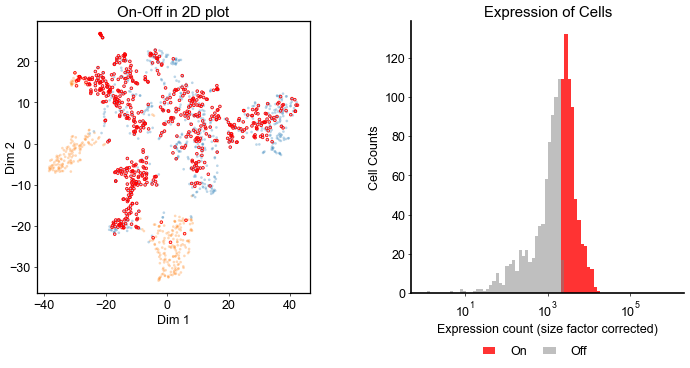 On-Off in 2D plot
Dim 2
20
10
0
−10
−20
−30
−40 −20 0 20 40
Dim 1
Expression of Cells
Cell Counts
120
100
80
60
40
20
0
10^1 10^3 10^5
Expression count (size factor corrected)
On Off